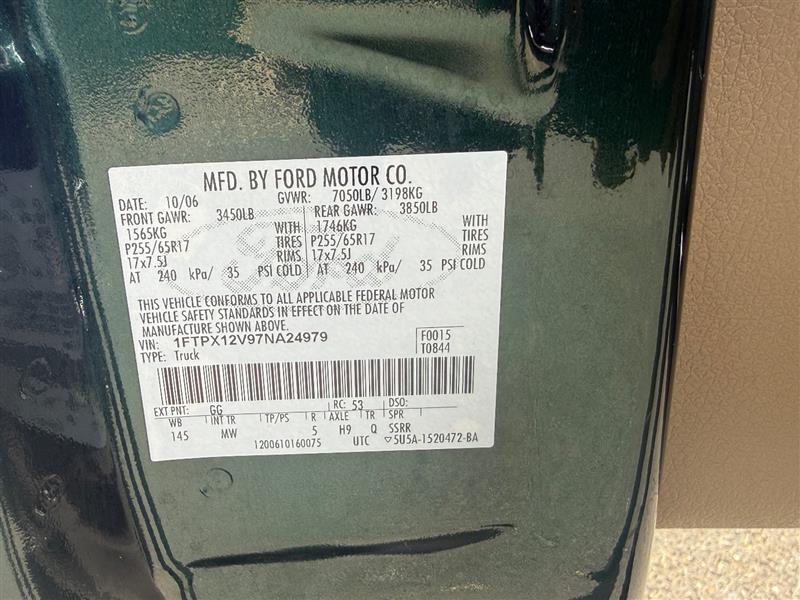 MFD. BY FORD MOTOR CO.
DATE: 10/06 GVWR: 7050LB/ 3198KG
FRONT GAWR: 3450LB REAR GAWR: 3850LB
1565KG WITH 1746KG WITH
P255/65R17 TIRES P255/65R17 TIRES
17x7.5J RIMS 17x7.5J RIMS
AT 240 kPa/ 35 PSI COLD AT 240 kPa/ 35 PSI COLD
Ford
THIS VEHICLE CONFORMS TO ALL APPLICABLE FEDERAL MOTOR
VEHICLE SAFETY STANDARDS IN EFFECT ON THE DATE OF
MANUFACTURE SHOWN ABOVE.
VIN: 1FTPX12V97NA24979 F0015
TYPE: Truck T0844
EXT PNT: GG RC: 53 DSO:
WB INT TR TP/PS R AXLE TR SPR
145 MW 5 H9 Q SSRR
1200610160075 UTC ▽5U5A-1520472-BA